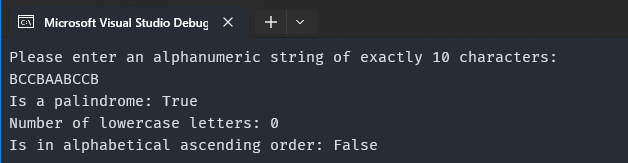 Microsoft Visual Studio Debug
Please enter an alphanumeric string of exactly 10 characters:
BCCBAABCCB
Is a palindrome: True
Number of lowercase letters: 0
Is in alphabetical ascending order: False